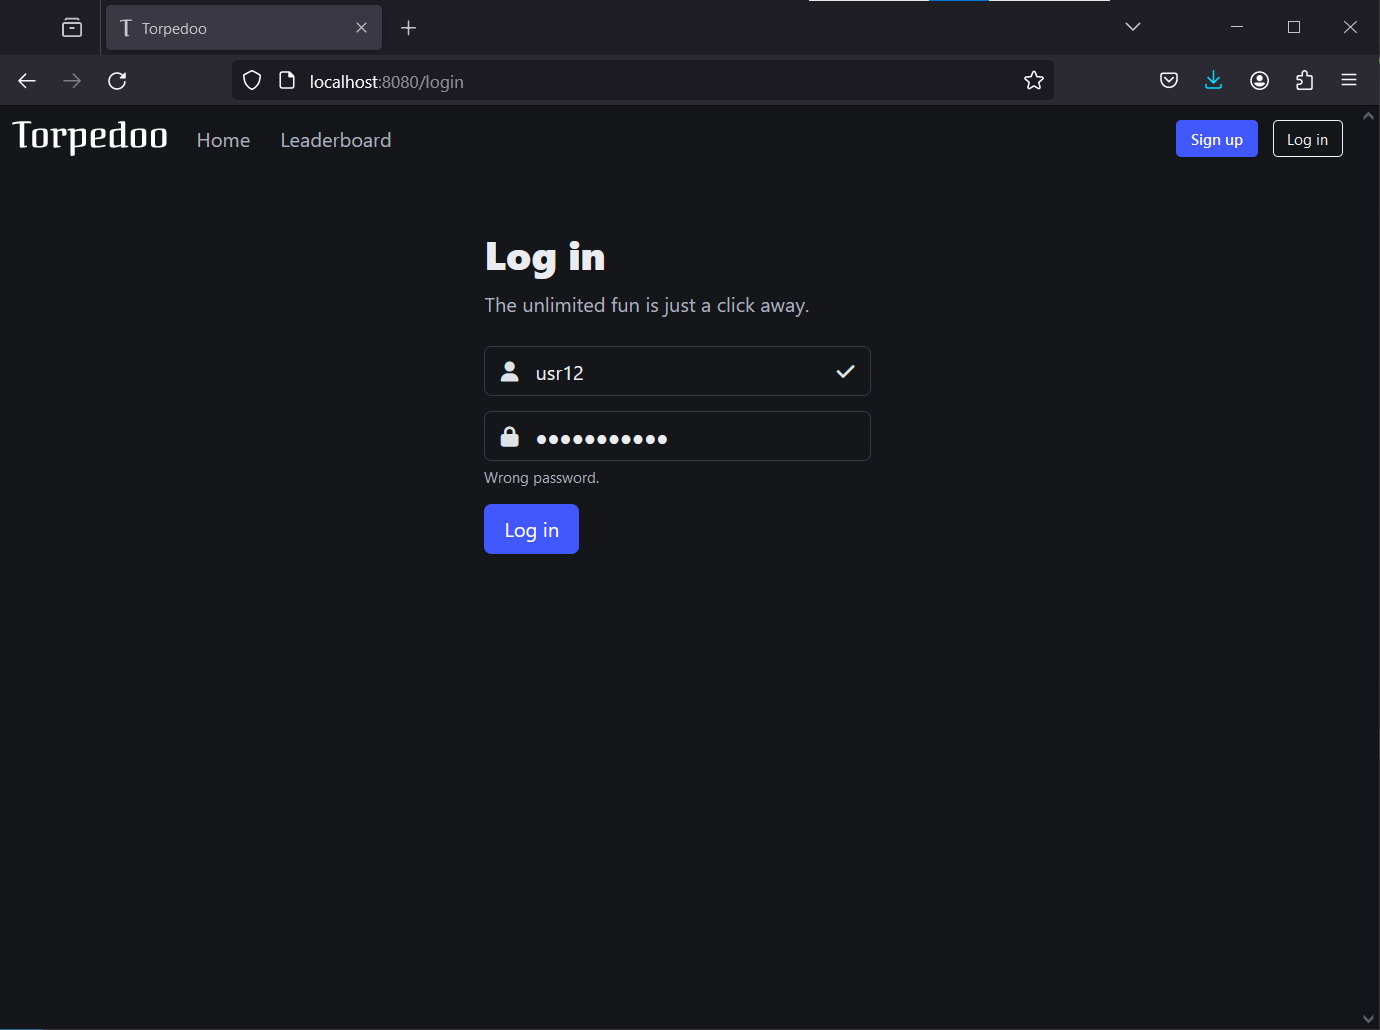 Torpedoo
localhost:8080/login
Torpedoo Home Leaderboard Sign up Log in
Log in
The unlimited fun is just a click away.
usr12
●●●●●●●●●●●
Wrong password.
Log in